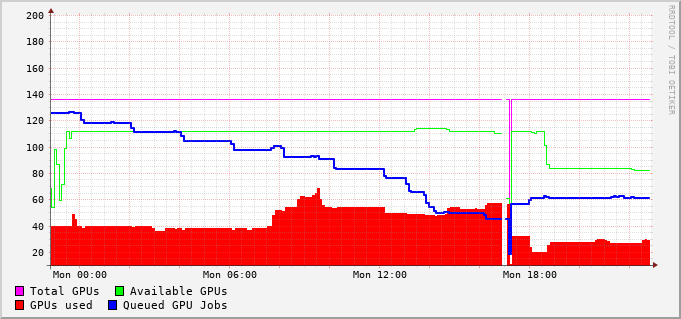 200
180
160
140
120
100
80
60
40
20
Mon 00:00 Mon 06:00 Mon 12:00 Mon 18:00
Total GPUs Available GPUs
GPUs used Queued GPU Jobs
RRDTOOL / TOBI OETIKER